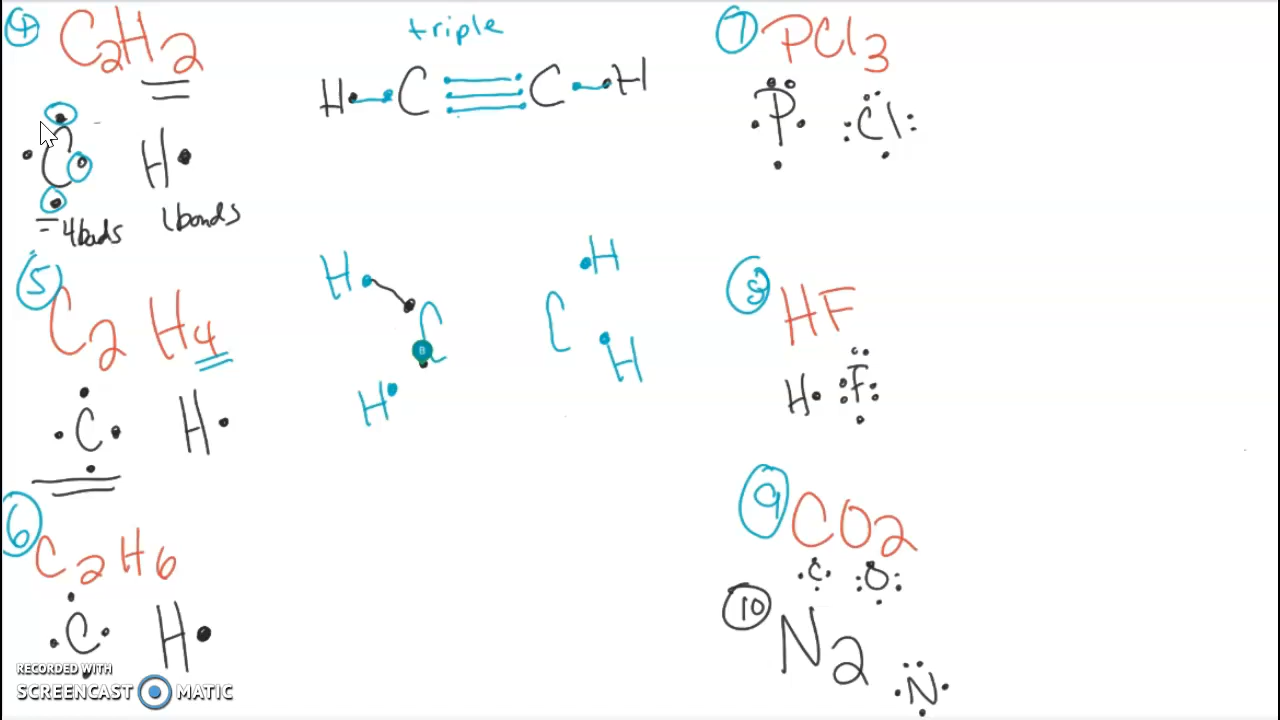 4 C2H2
triple
H C C H
C H
4 bads
1 bonds
5 C2H4
H C C H
H H
C H
6 C2H6
C H
RECORDED WITH
SCREENCAST MATIC
7 PCl3
P Cl
8 HF
H F
9 CO2
C O
10 N2
N